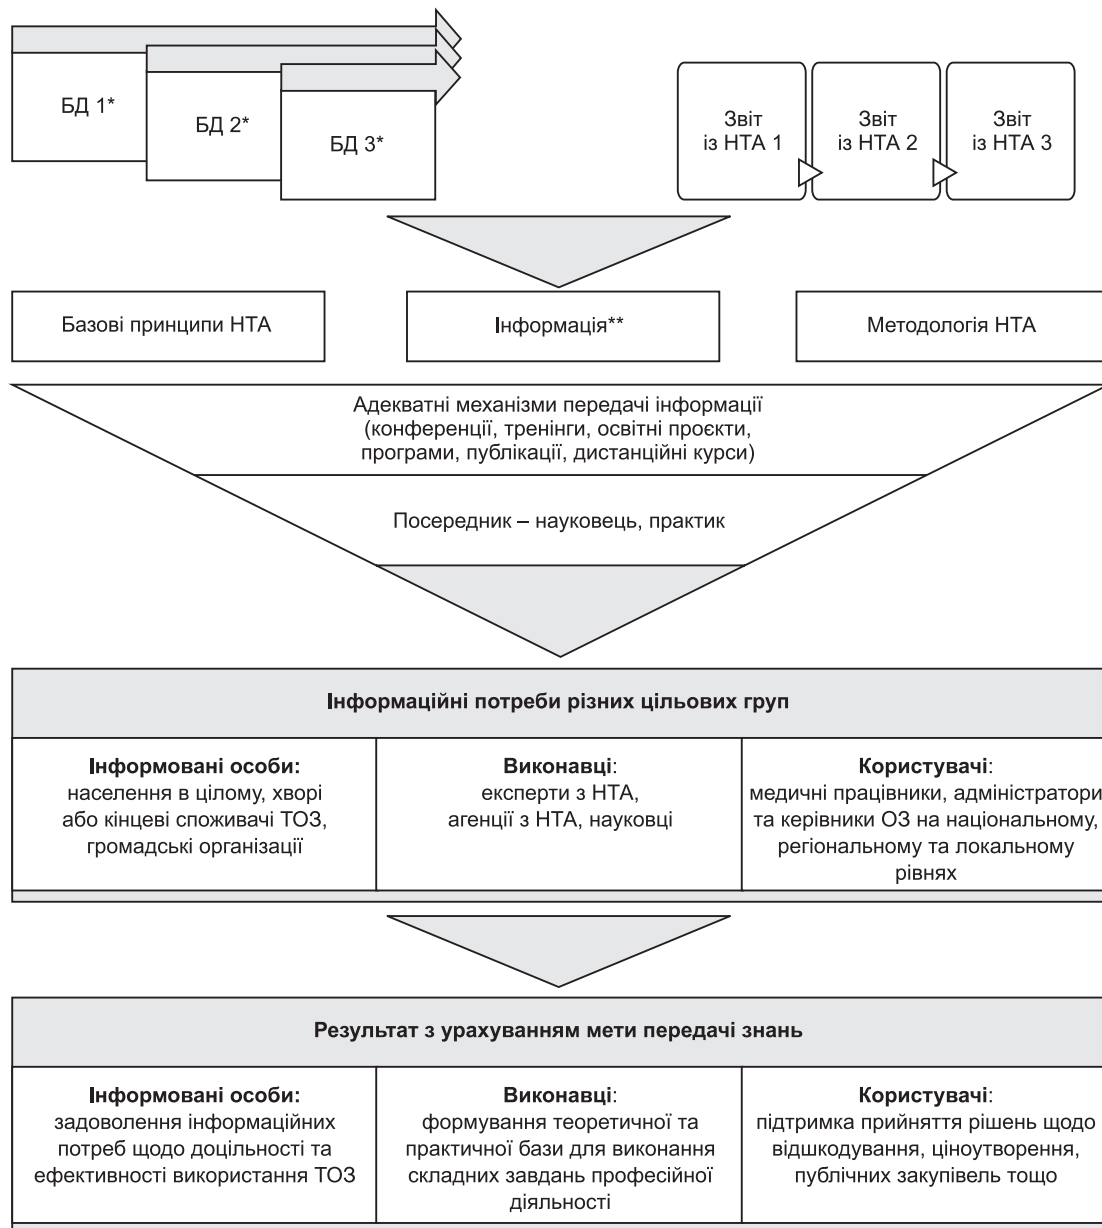 БД 1*
БД 2*
БД 3*
Звіт
із НТА 1
Звіт
із НТА 2
Звіт
із НТА 3
Базові принципи НТА
Інформація**
Методологія НТА
Адекватні механізми передачі інформації
(конференції, тренінги, освітні проєкти,
програми, публікації, дистанційні курси)
Посередник – науковець, практик
Інформаційні потреби різних цільових груп
Інформовані особи:
населення в цілому, хворі
або кінцеві споживачі ТОЗ,
громадські організації
Виконавці:
експерти з НТА,
агенції з НТА, науковці
Користувачі:
медичні працівники, адміністратори
та керівники ОЗ на національному,
регіональному та локальному
рівнях
Результат з урахуванням мети передачі знань
Інформовані особи:
задоволення інформаційних
потреб щодо доцільності та
ефективності використання ТОЗ
Виконавці:
формування теоретичної та
практичної бази для виконання
складних завдань професійної
діяльності
Користувачі:
підтримка прийняття рішень щодо
відшкодування, ціноутворення,
публічних закупівель тощо